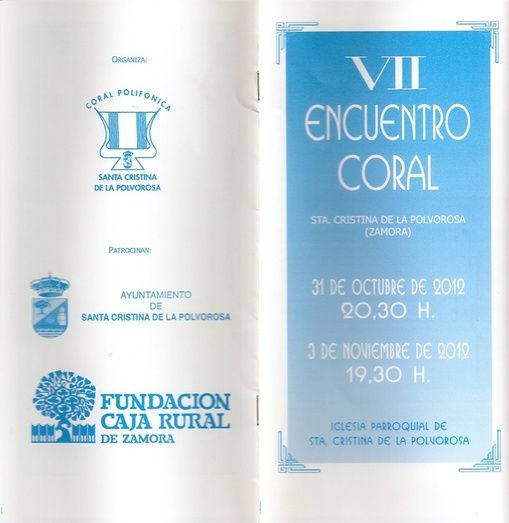 ORGANIZA:
CORAL POLIFONICA
SANTA CRISTINA
DE LA POLVOROSA
PATROCINAN:
AYUNTAMIENTO
DE
SANTA CRISTINA DE LA POLVOROSA
FUNDACION
CAJA RURAL
DE ZAMORA
VII
ENCUENTRO
CORAL
STA. CRISTINA DE LA POLVOROSA
(ZAMORA)
31 DE OCTUBRE DE 2012
20,30 H.
3 DE NOVIEMBRE DE 2012
19,30 H.
IGLESIA PARROQUIAL DE
STA. CRISTINA DE LA POLVOROSA